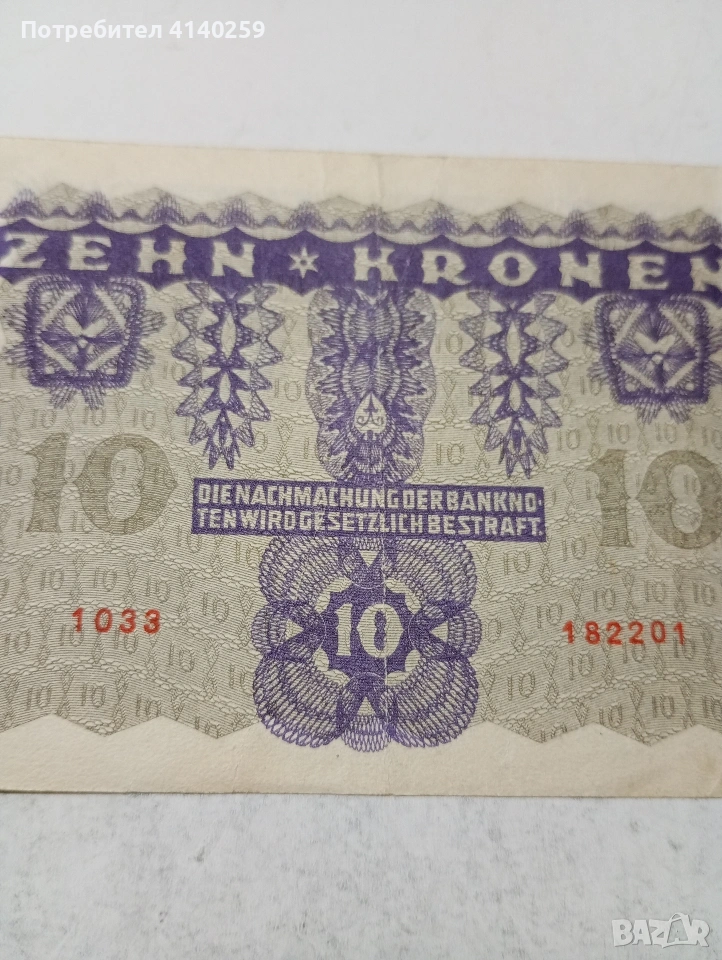 Потребител 4140259
ZEHN ✶ KRONEN
10 10
DIE NACHMACHUNG DER BANKNO-
TEN WIRD GESETZLICH BESTRAFT.
10
1033 182201
BAZAR